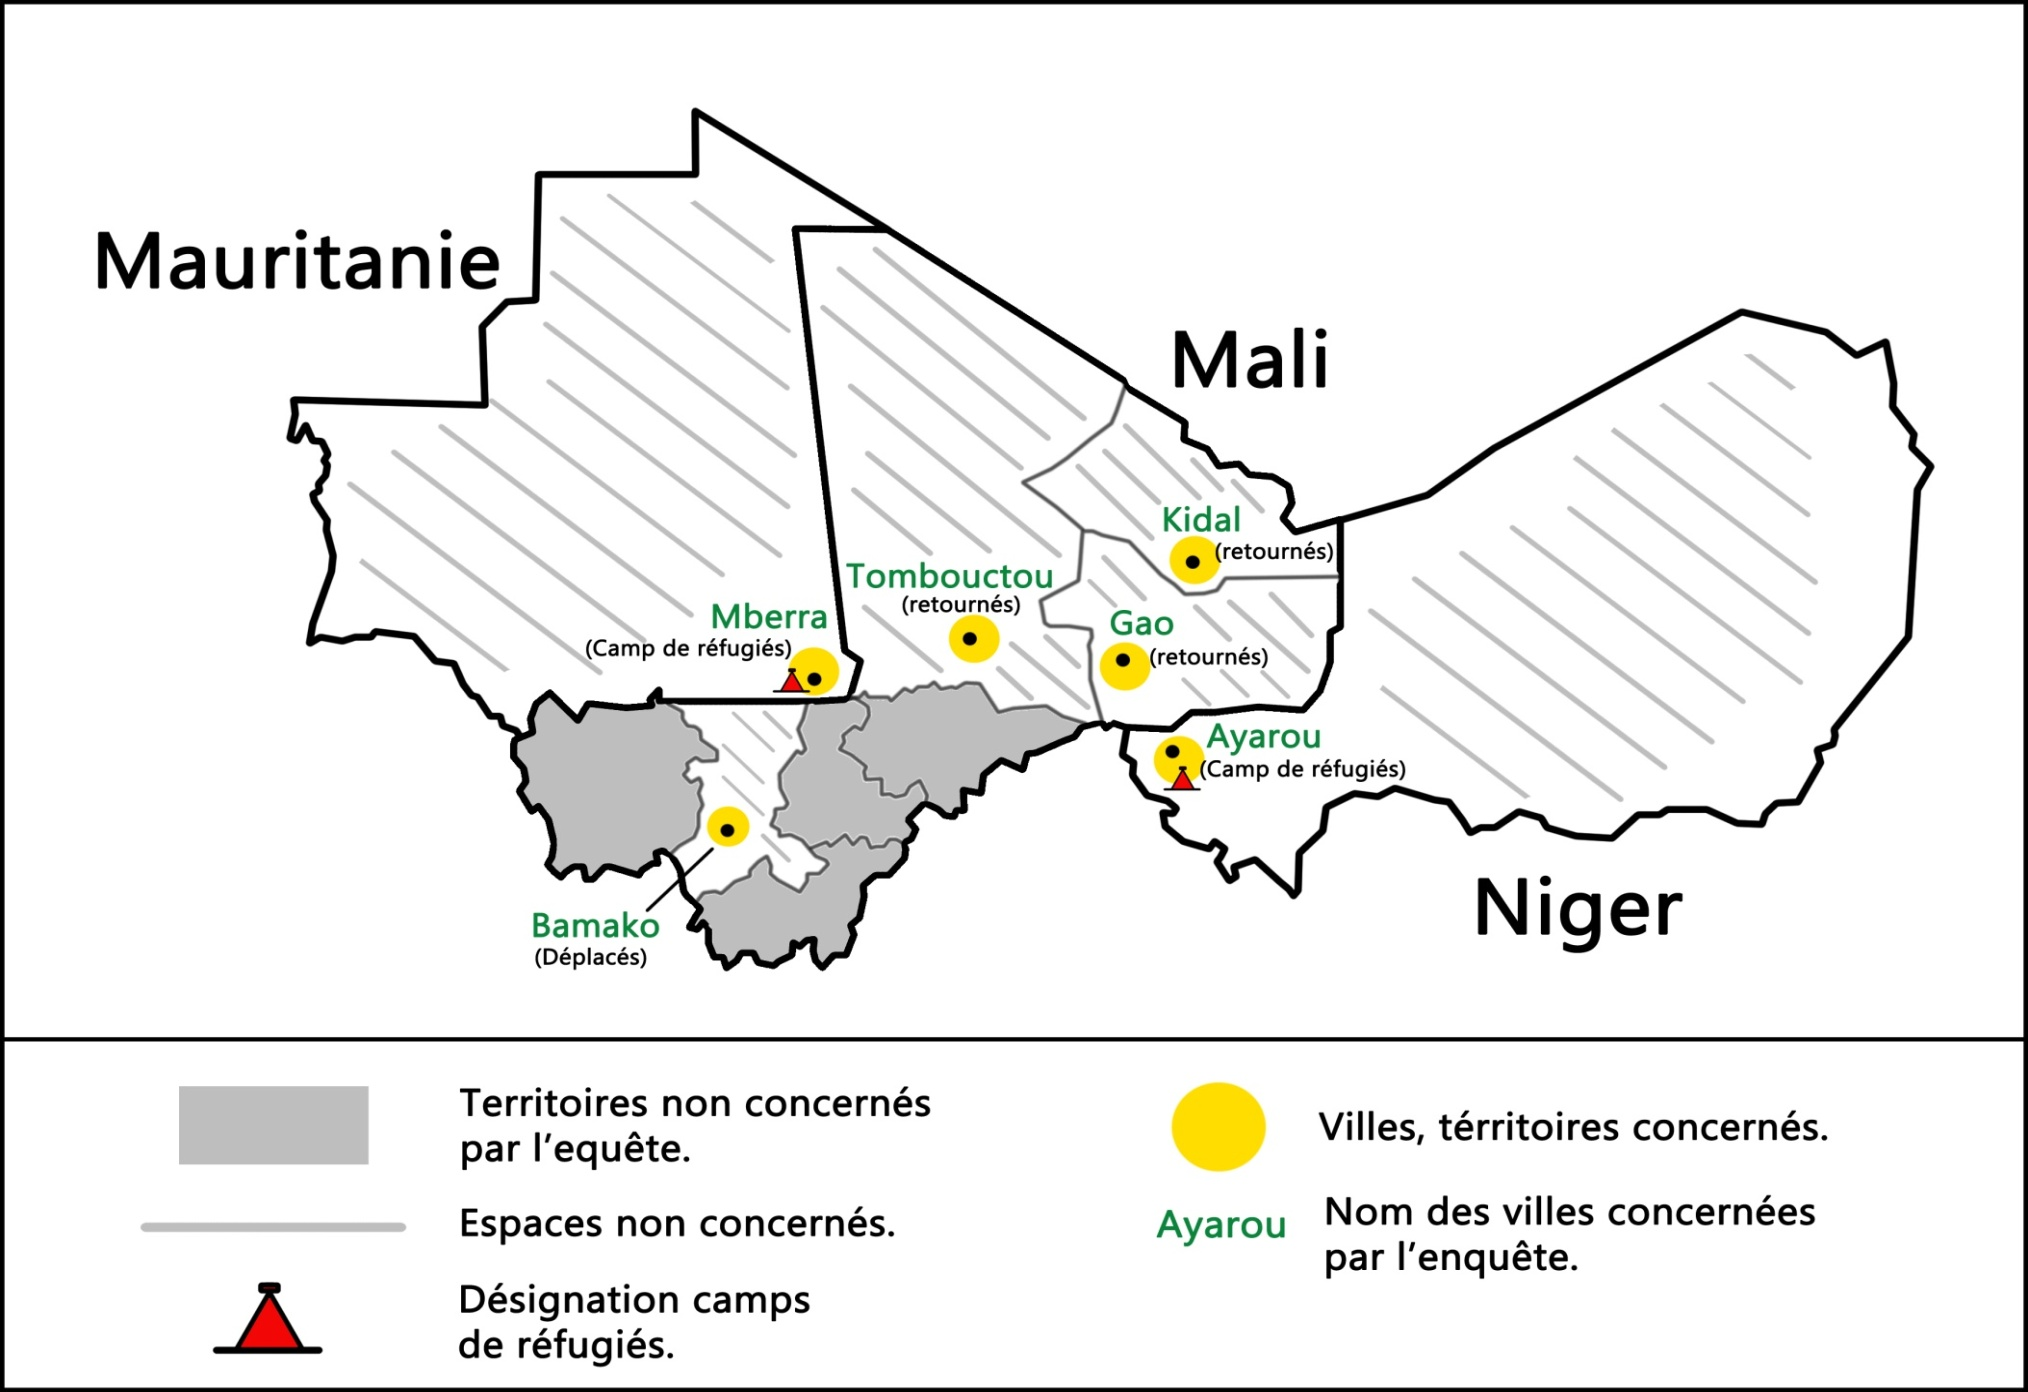 Mauritanie
Mali
Kidal
(retournés)
Tombouctou
(retournés)
Mberra
(Camp de réfugiés)
Gao
(retournés)
Ayarou
(Camp de réfugiés)
Niger
Bamako
(Déplacés)
Territoires non concernés
par l’equête.
Espaces non concernés.
Désignation camps
de réfugiés.
Villes, térritoires concernés.
Ayarou
Nom des villes concernées
par l’enquête.